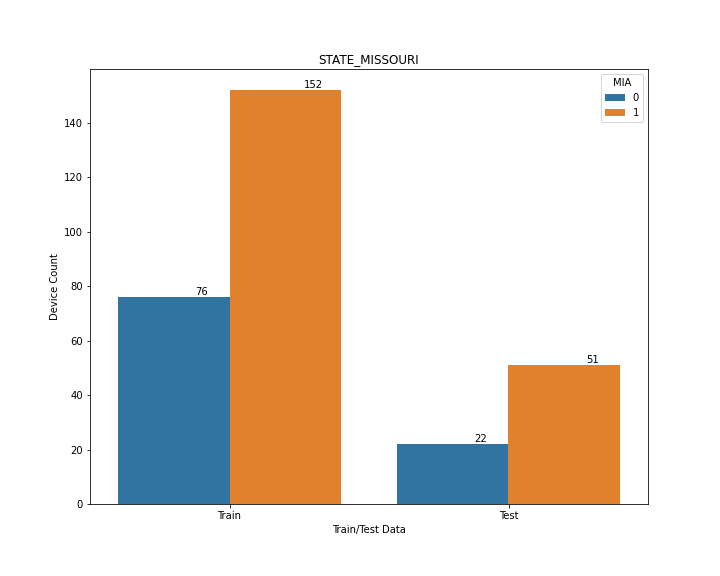 STATE_MISSOURI
MIA
0
1
152
76
51
22
140
120
100
80
60
40
20
0
Device Count
Train
Test
Train/Test Data